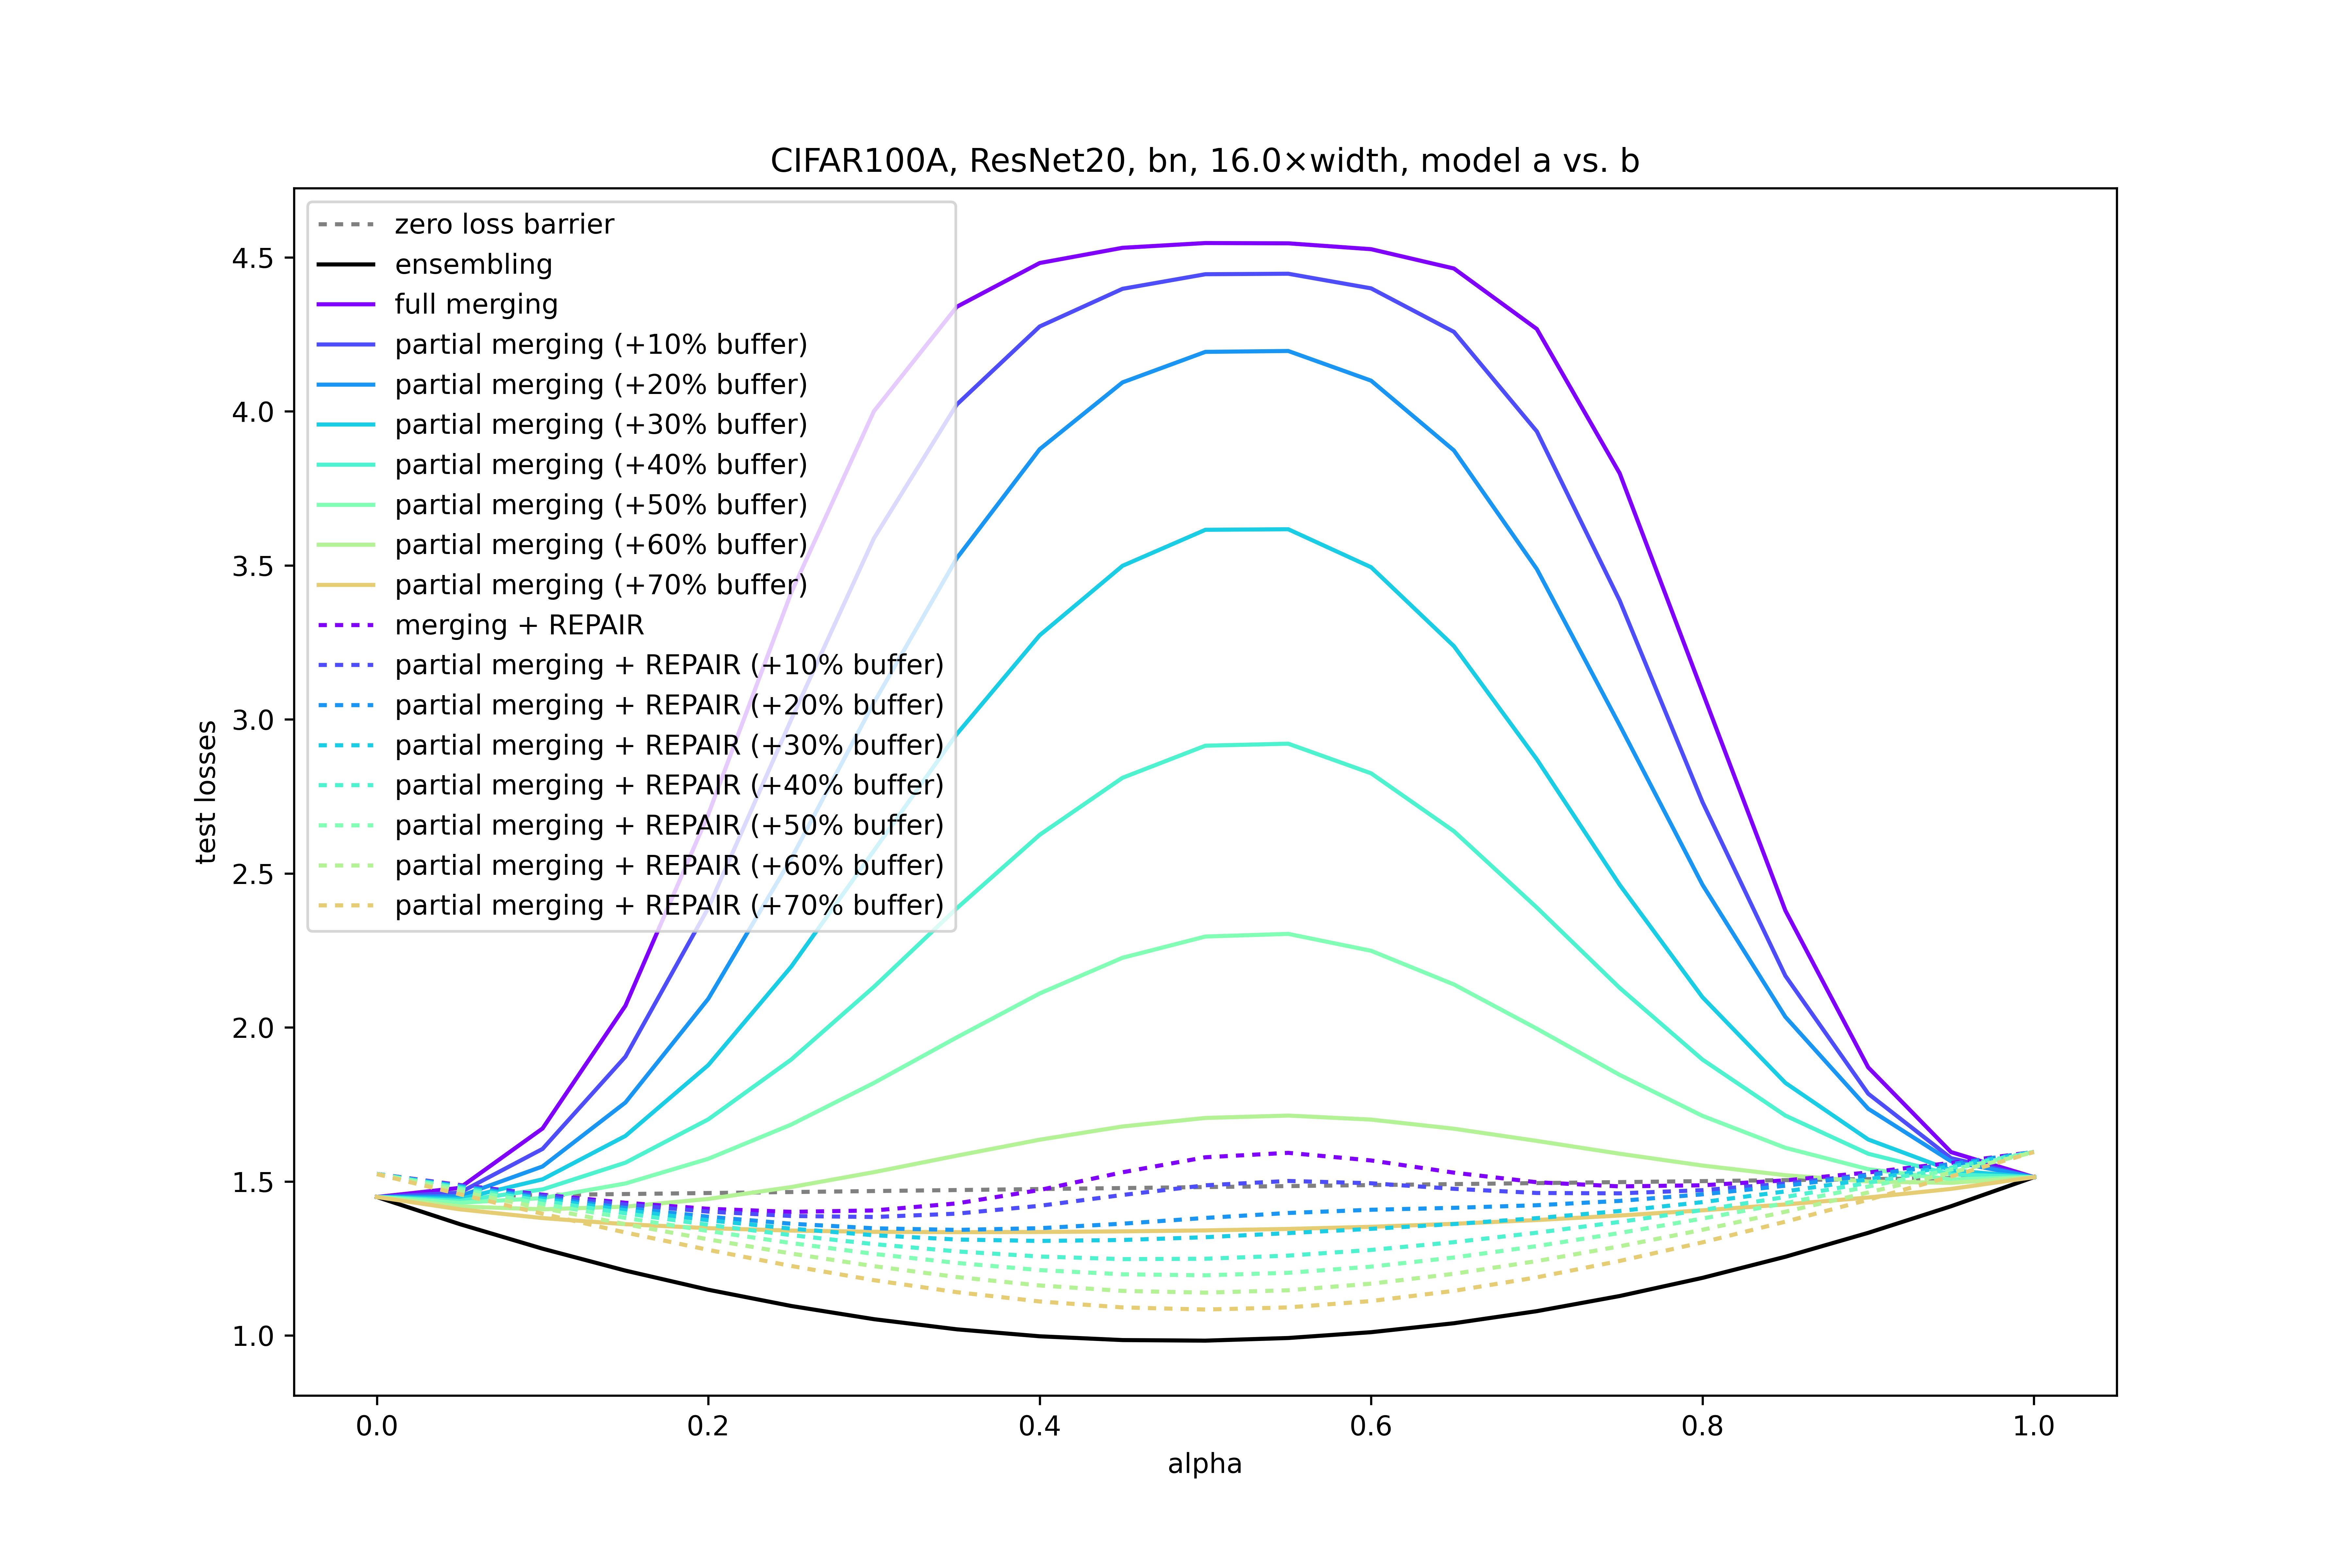 CIFAR100A, ResNet20, bn, 16.0×width, model a vs. b
zero loss barrier
ensembling
full merging
partial merging (+10% buffer)
partial merging (+20% buffer)
partial merging (+30% buffer)
partial merging (+40% buffer)
partial merging (+50% buffer)
partial merging (+60% buffer)
partial merging (+70% buffer)
merging + REPAIR
partial merging + REPAIR (+10% buffer)
partial merging + REPAIR (+20% buffer)
partial merging + REPAIR (+30% buffer)
partial merging + REPAIR (+40% buffer)
partial merging + REPAIR (+50% buffer)
partial merging + REPAIR (+60% buffer)
partial merging + REPAIR (+70% buffer)
test losses
4.5
4.0
3.5
3.0
2.5
2.0
1.5
1.0
0.0 0.2 0.4 0.6 0.8 1.0
alpha